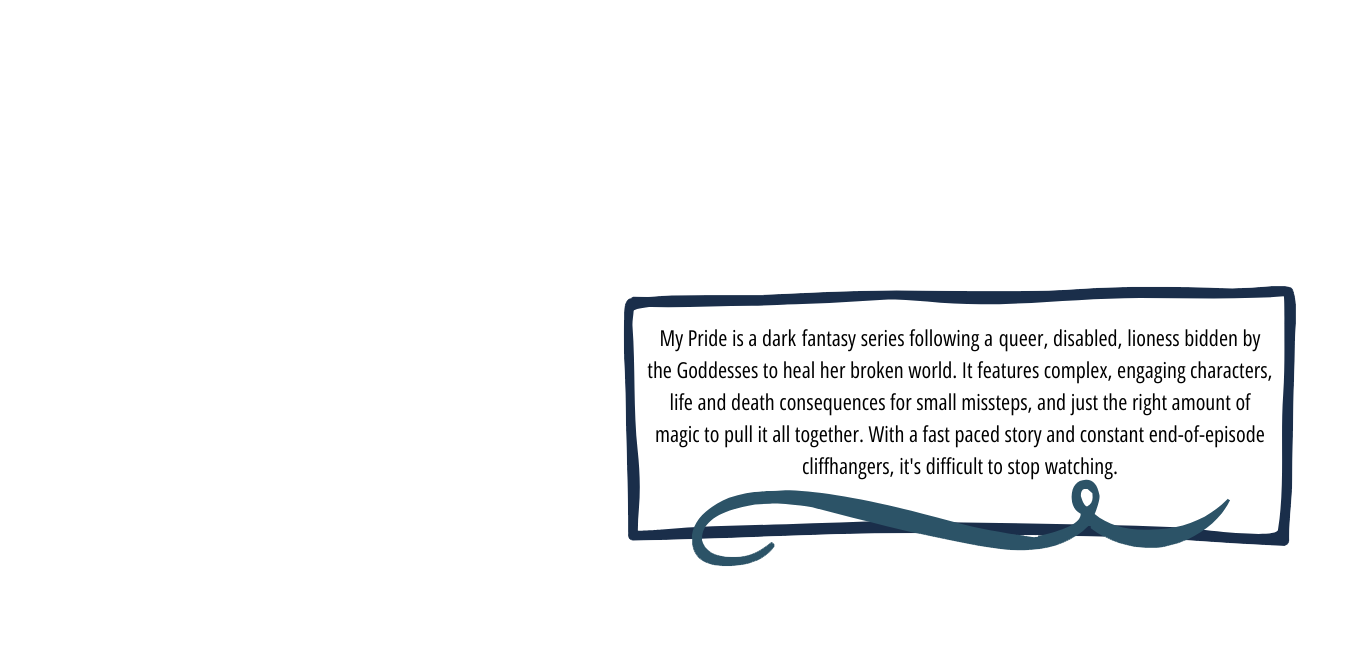 My Pride is a dark fantasy series following a queer, disabled, lioness bidden by
the Goddesses to heal her broken world. It features complex, engaging characters,
life and death consequences for small missteps, and just the right amount of
magic to pull it all together. With a fast paced story and constant end-of-episode
cliffhangers, it's difficult to stop watching.